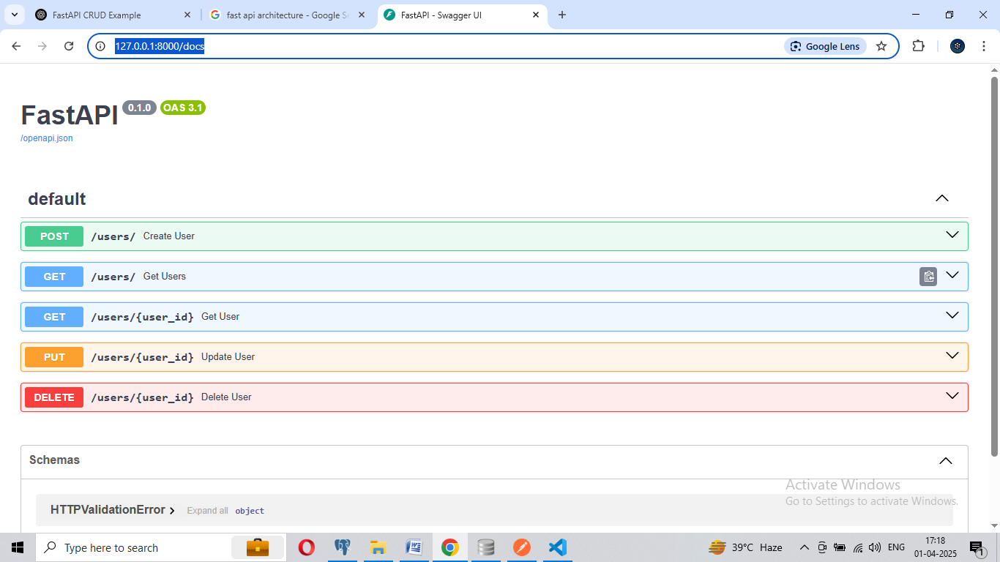 FastAPI CRUD Example
fast api architecture - Google Se
FastAPI - Swagger UI
127.0.0.1:8000/docs
Google Lens
FastAPI 0.1.0 OAS 3.1
/openapi.json
default
POST /users/ Create User
GET /users/ Get Users
GET /users/{user_id} Get User
PUT /users/{user_id} Update User
DELETE /users/{user_id} Delete User
Schemas
HTTPValidationError Expand all object
Activate Windows
Go to Settings to activate Windows.
Type here to search
39°C Haze
ENG
17:18
01-04-2025
1